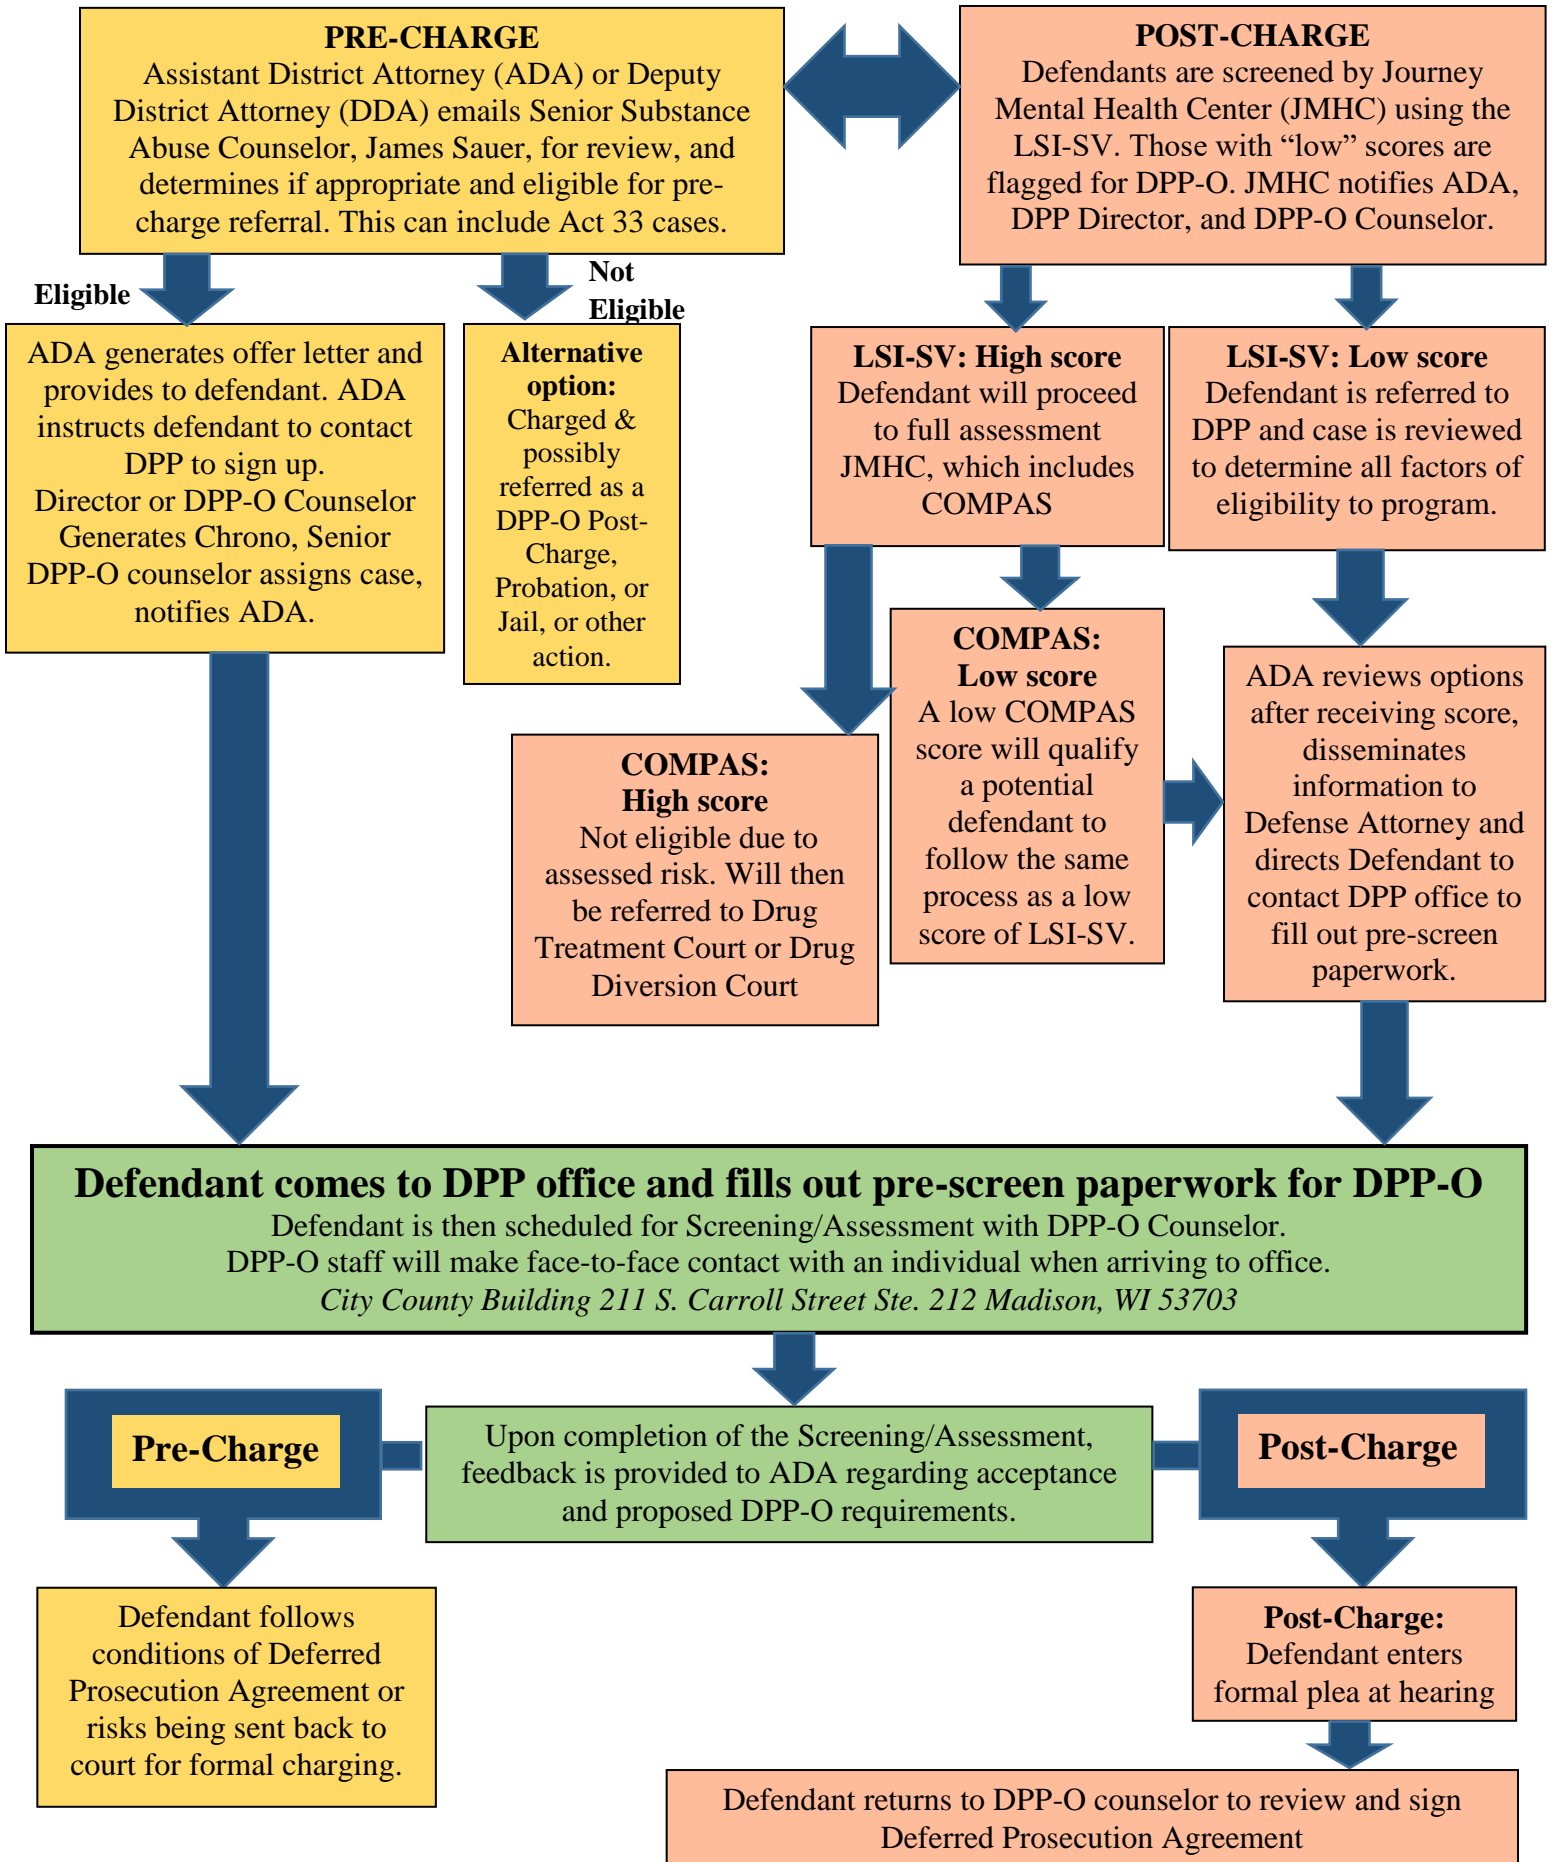 PRE-CHARGE
Assistant District Attorney (ADA) or Deputy
District Attorney (DDA) emails Senior Substance
Abuse Counselor, James Sauer, for review, and
determines if appropriate and eligible for pre-
charge referral. This can include Act 33 cases.
POST-CHARGE
Defendants are screened by Journey
Mental Health Center (JMHC) using the
LSI-SV. Those with “low” scores are
flagged for DPP-O. JMHC notifies ADA,
DPP Director, and DPP-O Counselor.
Eligible
Not
Eligible
ADA generates offer letter and
provides to defendant. ADA
instructs defendant to contact
DPP to sign up.
Director or DPP-O Counselor
Generates Chrono, Senior
DPP-O counselor assigns case,
notifies ADA.
Alternative
option:
Charged &
possibly
referred as a
DPP-O Post-
Charge,
Probation, or
Jail, or other
action.
LSI-SV: High score
Defendant will proceed
to full assessment
JMHC, which includes
COMPAS
LSI-SV: Low score
Defendant is referred to
DPP and case is reviewed
to determine all factors of
eligibility to program.
COMPAS:
High score
Not eligible due to
assessed risk. Will then
be referred to Drug
Treatment Court or Drug
Diversion Court
COMPAS:
Low score
A low COMPAS
score will qualify
a potential
defendant to
follow the same
process as a low
score of LSI-SV.
ADA reviews options
after receiving score,
disseminates
information to
Defense Attorney and
directs Defendant to
contact DPP office to
fill out pre-screen
paperwork.
Defendant comes to DPP office and fills out pre-screen paperwork for DPP-O
Defendant is then scheduled for Screening/Assessment with DPP-O Counselor.
DPP-O staff will make face-to-face contact with an individual when arriving to office.
City County Building 211 S. Carroll Street Ste. 212 Madison, WI 53703
Pre-Charge
Upon completion of the Screening/Assessment,
feedback is provided to ADA regarding acceptance
and proposed DPP-O requirements.
Post-Charge
Defendant follows
conditions of Deferred
Prosecution Agreement or
risks being sent back to
court for formal charging.
Post-Charge:
Defendant enters
formal plea at hearing
Defendant returns to DPP-O counselor to review and sign
Deferred Prosecution Agreement